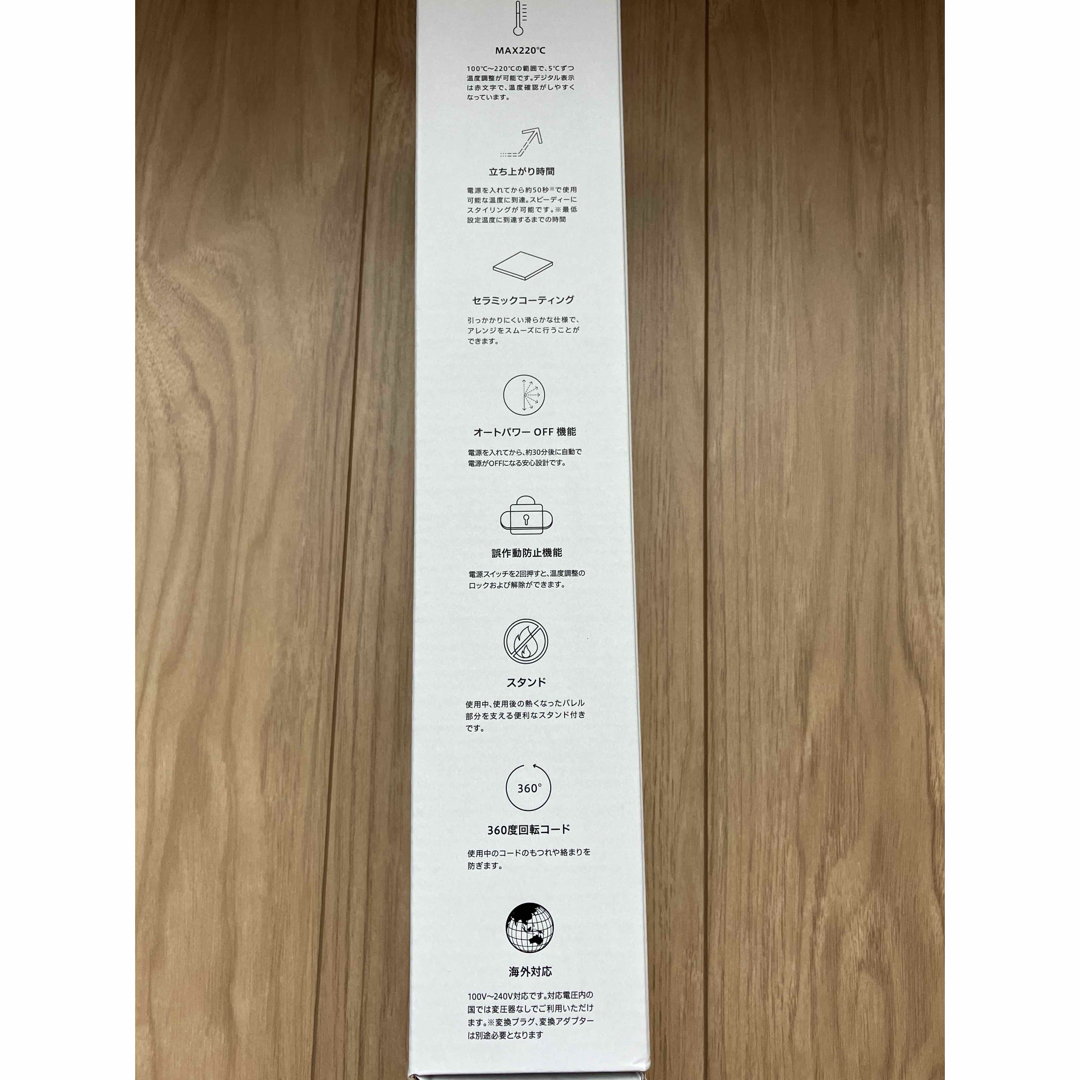 MAX220℃
100℃〜220℃の範囲で、5℃ずつ
温度調整が可能です。デジタル表示
は赤文字で、温度確認がしやすく
なっています。
立ち上がり時間
電源を入れてから約50秒※で使用
可能な温度に到達。スピーディーに
スタイリングが可能です。※最低
設定温度に到達するまでの時間
セラミックコーティング
引っかかりにくい滑らかな仕様で、
アレンジをスムーズに行うことが
できます。
オートパワー OFF 機能
電源を入れてから、約30分後に自動で
電源がOFFになる安心設計です。
誤作動防止機能
電源スイッチを2回押すと、温度調整の
ロックおよび解除ができます。
スタンド
使用中、使用後の熱くなったバレル
部分を支える便利なスタンド付き
です。
360°
360度回転コード
使用中のコードのもつれや絡まりを
防ぎます。
海外対応
100V〜240V対応です。対応電圧内の
国では変圧器なしでご利用いただけ
ます。※変換プラグ、変換アダプター
は別途必要となります